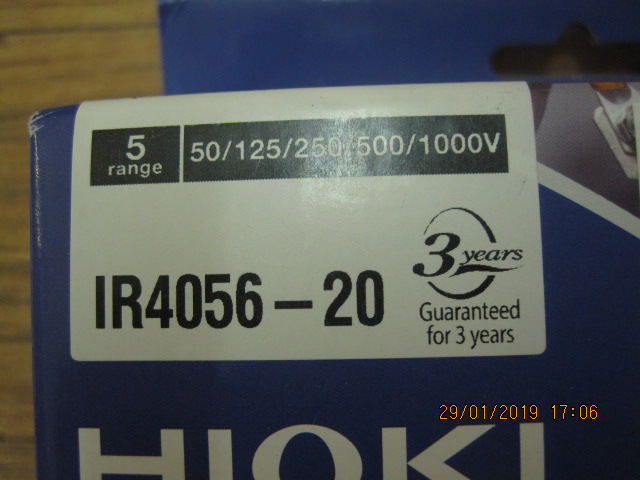 5
range
50/125/250/500/1000V
3 years
IR4056-20
Guaranteed
for 3 years
29/01/2019 17:06
HIOKI